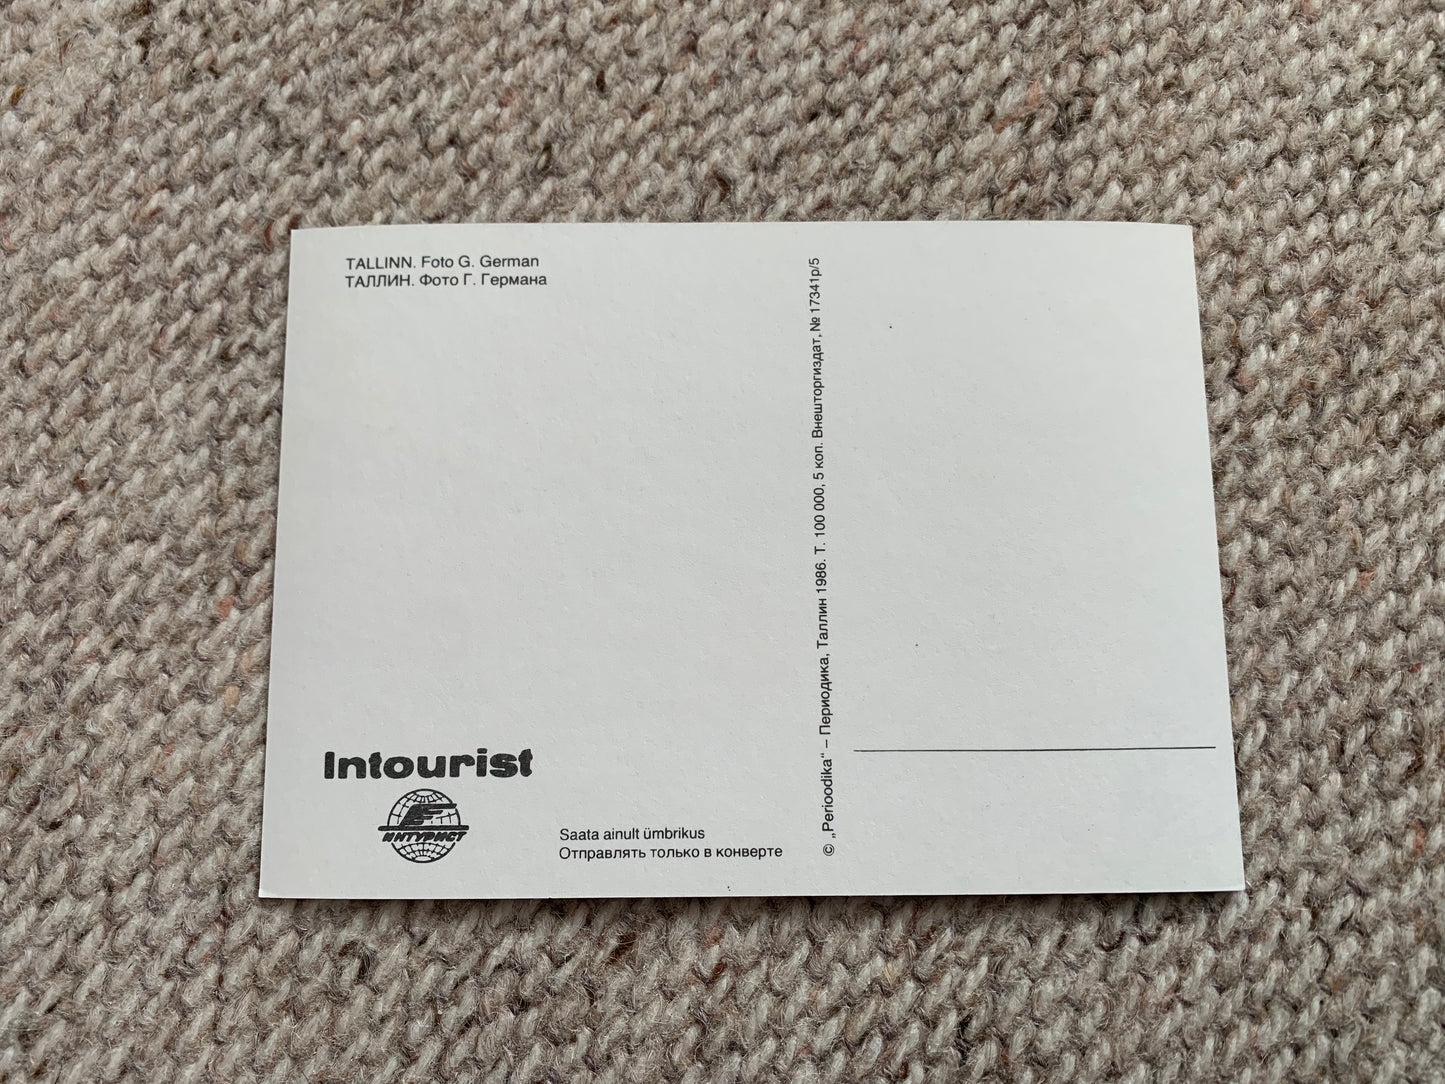 TALLINN. Foto G. German
ТАЛЛИН. Фото Г. Германа
Intourist
ИНТУРИСТ
Saata ainult ümbrikus
Отправлять только в конверте
© „Perioodika“ – Периодика, Таллин 1986. Т. 100 000, 5 коп. Внешторгиздат, № 17341р/5